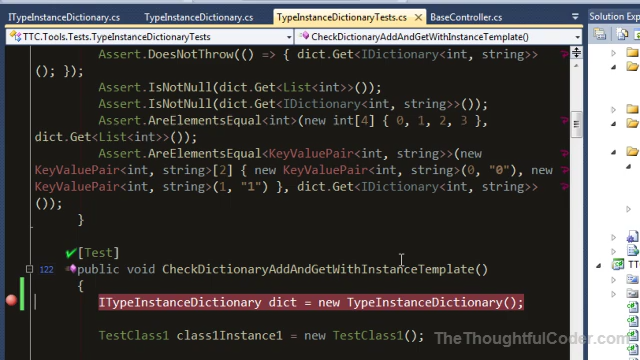 ITypeInstanceDictionary.cs TypeInstanceDictionary.cs TypeInstanceDictionaryTests.cs BaseController.cs Solution Explo
TTC.Tools.Tests.TypeInstanceDictionaryTests CheckDictionaryAddAndGetWithInstanceTemplate()
Assert.DoesNotThrow(() => { dict.Get<IDictionary<int, string>>
(); });
Assert.IsNotNull(dict.Get<List<int>>());
Assert.IsNotNull(dict.Get<IDictionary<int, string>>());
Assert.AreElementsEqual<int>(new int[4] { 0, 1, 2, 3 },
dict.Get<List<int>>());
Assert.AreElementsEqual<KeyValuePair<int, string>>(new
KeyValuePair<int, string>[2] { new KeyValuePair<int, string>(0, "0"), new
KeyValuePair<int, string>(1, "1") }, dict.Get<IDictionary<int, string>>
());
}
[Test]
122 public void CheckDictionaryAddAndGetWithInstanceTemplate()
{
ITypeInstanceDictionary dict = new TypeInstanceDictionary();
TestClass1 class1Instance1 = new TestClass1();
TT
TheThoughtfulCoder.com